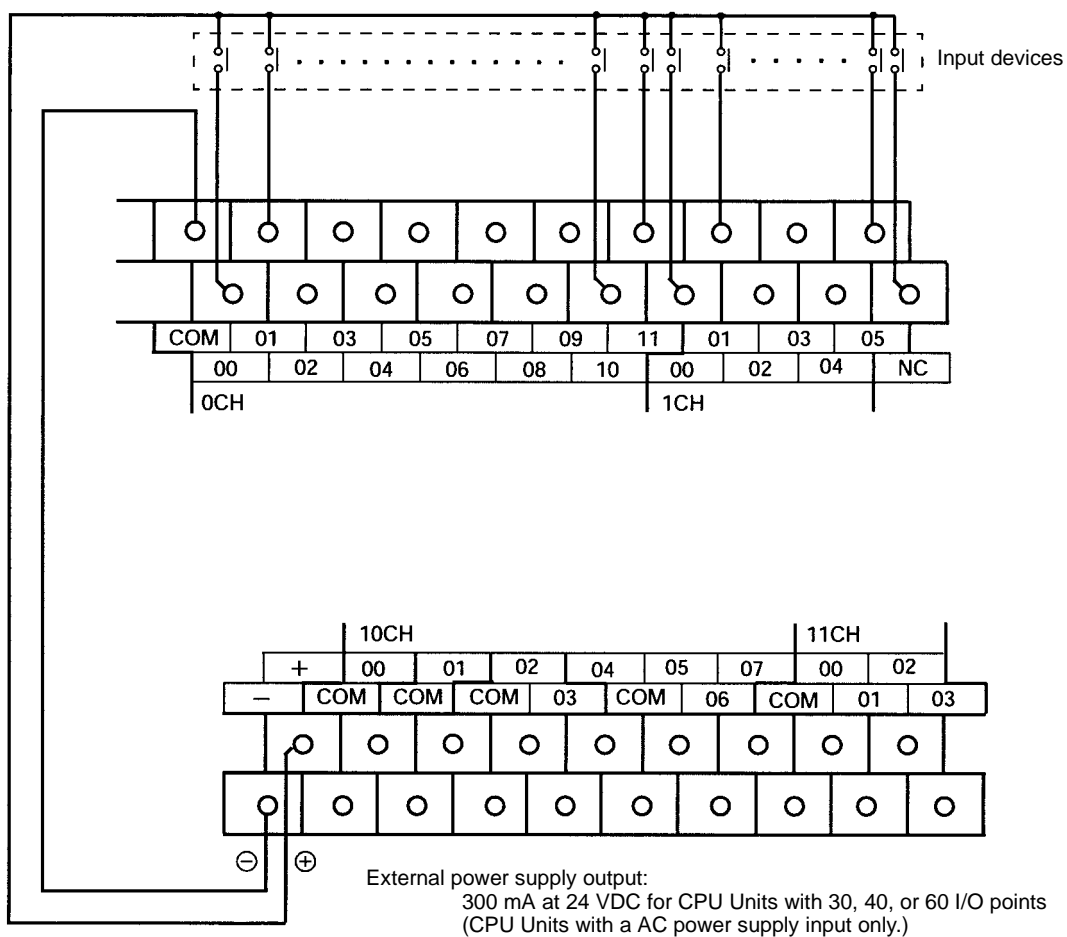 Input devices
COM 01 03 05 07 09 11 01 03 05
00 02 04 06 08 10 00 02 04 NC
0CH 1CH
10CH 11CH
+ 00 01 02 04 05 07 00 02
− COM COM COM 03 COM 06 COM 01 03
⊖ ⊕
External power supply output:
300 mA at 24 VDC for CPU Units with 30, 40, or 60 I/O points
(CPU Units with a AC power supply input only.)